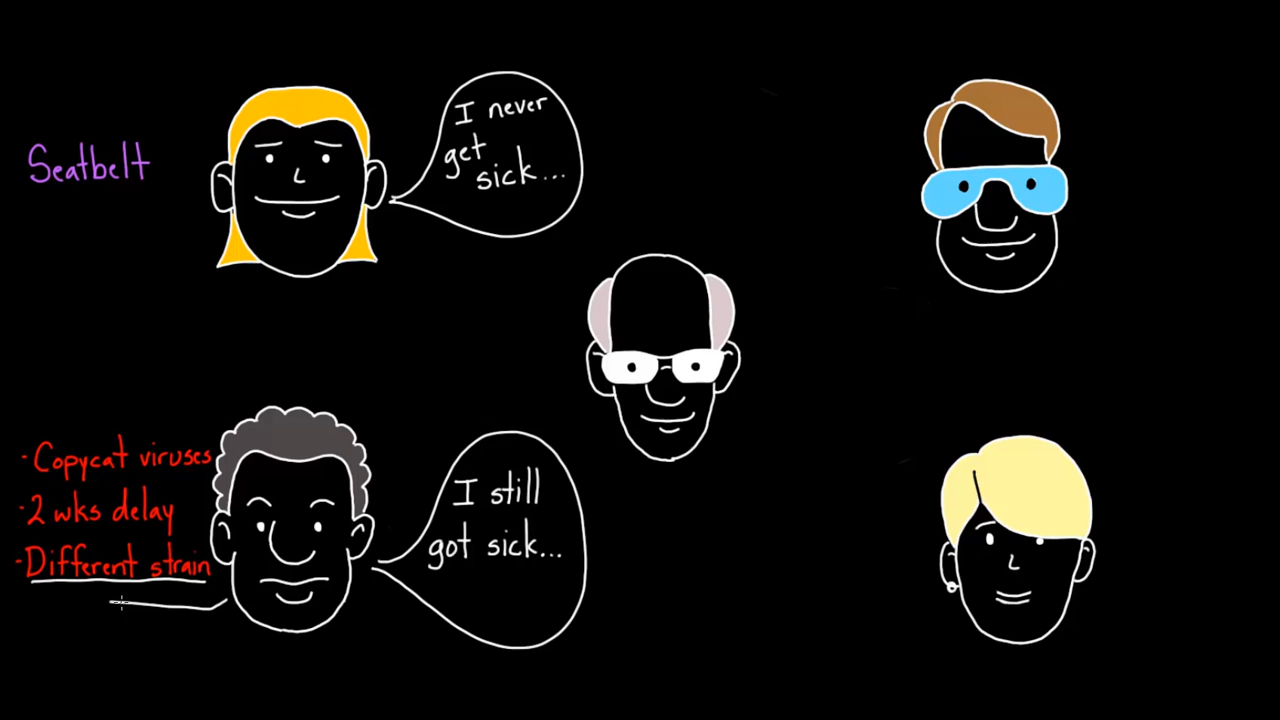 Seatbelt
I never
get
sick...
· Copycat viruses
· 2 wks delay
· Different strain
I still
got sick...